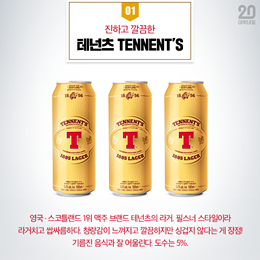 01
20
진하고 깔끔한
테넌츠 TENNENT'S
TENNENT'S
T
1885 LAGER
TENNENT'S
T
1885 LAGER
TENNENT'S
T
1885 LAGER
영국·스코틀랜드 1위 맥주 브랜드 테넌츠의 라거. 필스너 스타일이라
라거치고 쌉싸름하다. 청량감이 느껴지고 깔끔하지만 싱겁지 않다는 게 장점!
기름진 음식과 잘 어울린다. 도수는 5%.